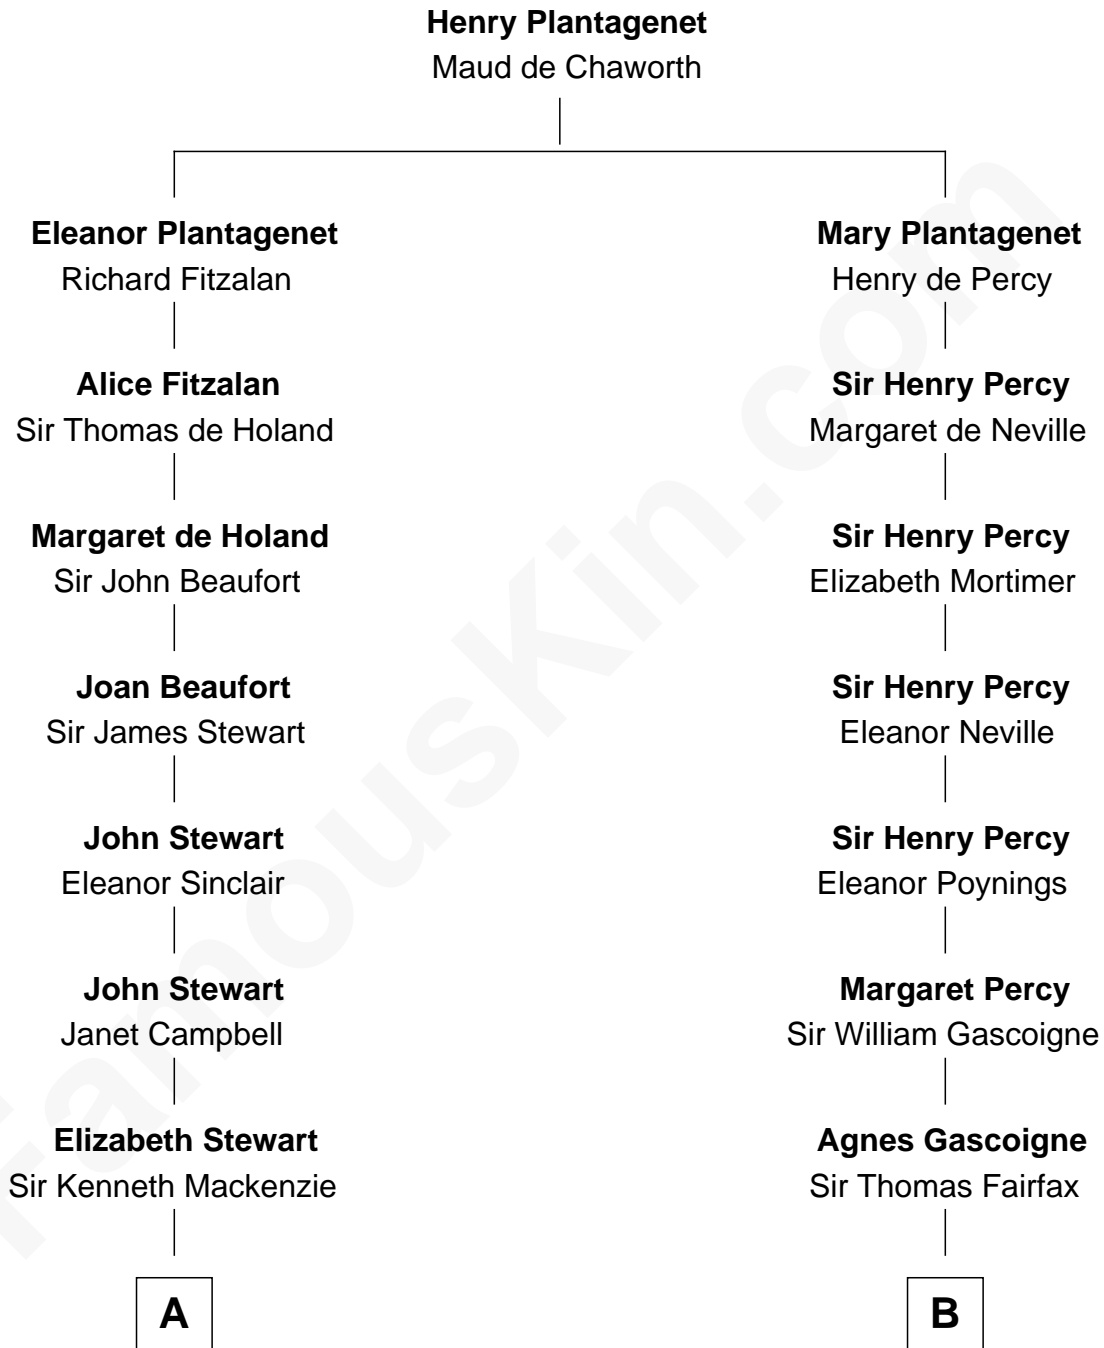 Henry Plantagenet
Maud de Chaworth
Eleanor Plantagenet
Richard Fitzalan
Alice Fitzalan
Sir Thomas de Holand
Margaret de Holand
Sir John Beaufort
Joan Beaufort
Sir James Stewart
John Stewart
Eleanor Sinclair
John Stewart
Janet Campbell
Elizabeth Stewart
Sir Kenneth Mackenzie
A
Mary Plantagenet
Henry de Percy
Sir Henry Percy
Margaret de Neville
Sir Henry Percy
Elizabeth Mortimer
Sir Henry Percy
Eleanor Neville
Sir Henry Percy
Eleanor Poynings
Margaret Percy
Sir William Gascoigne
Agnes Gascoigne
Sir Thomas Fairfax
B
FamousKin.com